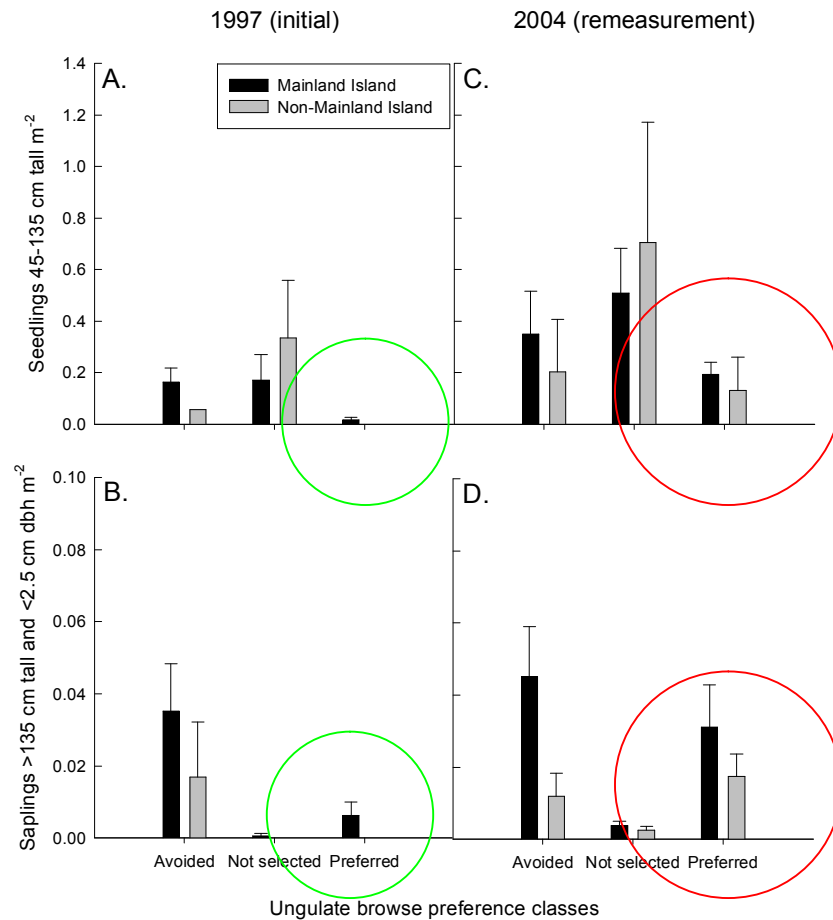 1997 (initial)
2004 (remeasurement)
A.
Mainland Island
Non-Mainland Island
C.
1.4
1.2
1.0
0.8
0.6
0.4
0.2
0.0
Seedlings 45-135 cm tall m-2
B.
D.
0.10
0.08
0.06
0.04
0.02
0.00
Saplings >135 cm tall and <2.5 cm dbh m-2
Avoided Not selected Preferred
Avoided Not selected Preferred
Ungulate browse preference classes